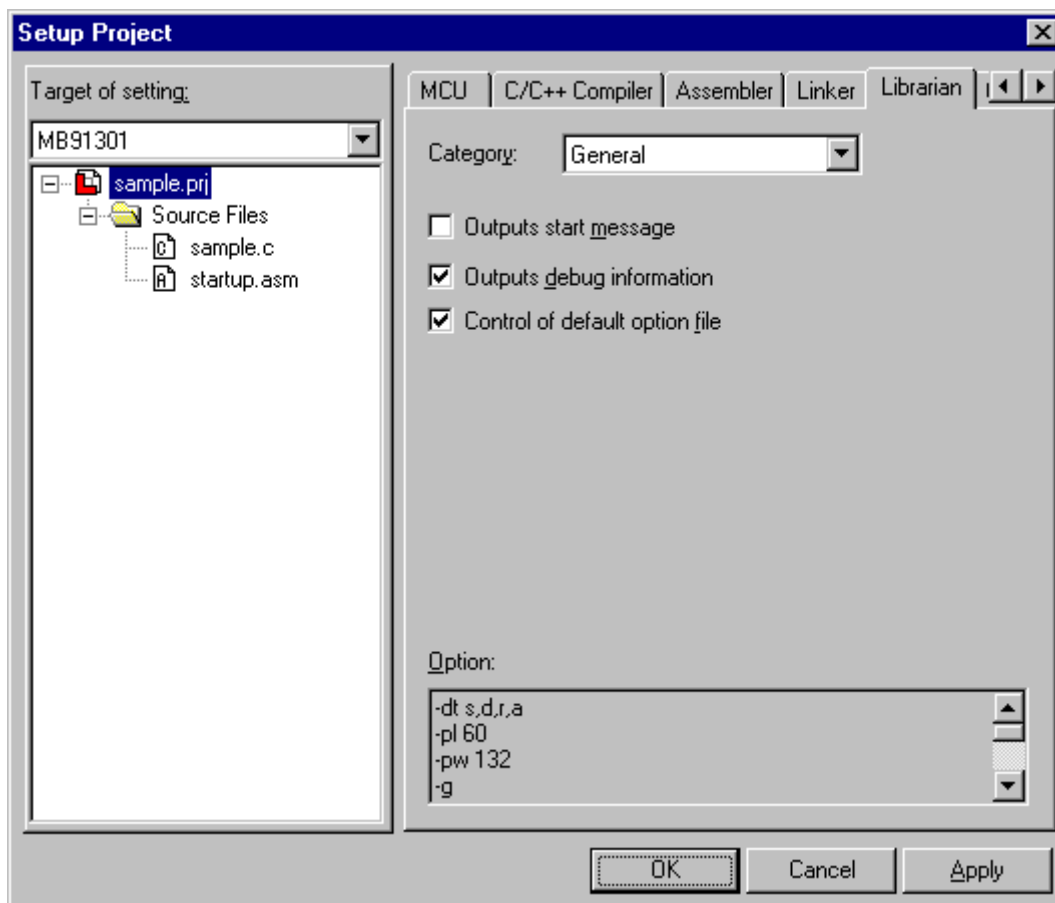 Setup Project
Target of setting:
MB91301
sample.prj
Source Files
sample.c
startup.asm
MCU
C/C++ Compiler
Assembler
Linker
Librarian
Category:
General
Outputs start message
Outputs debug information
Control of default option file
Option:
-dt s,d,r,a
-pl 60
-pw 132
-g
OK
Cancel
Apply